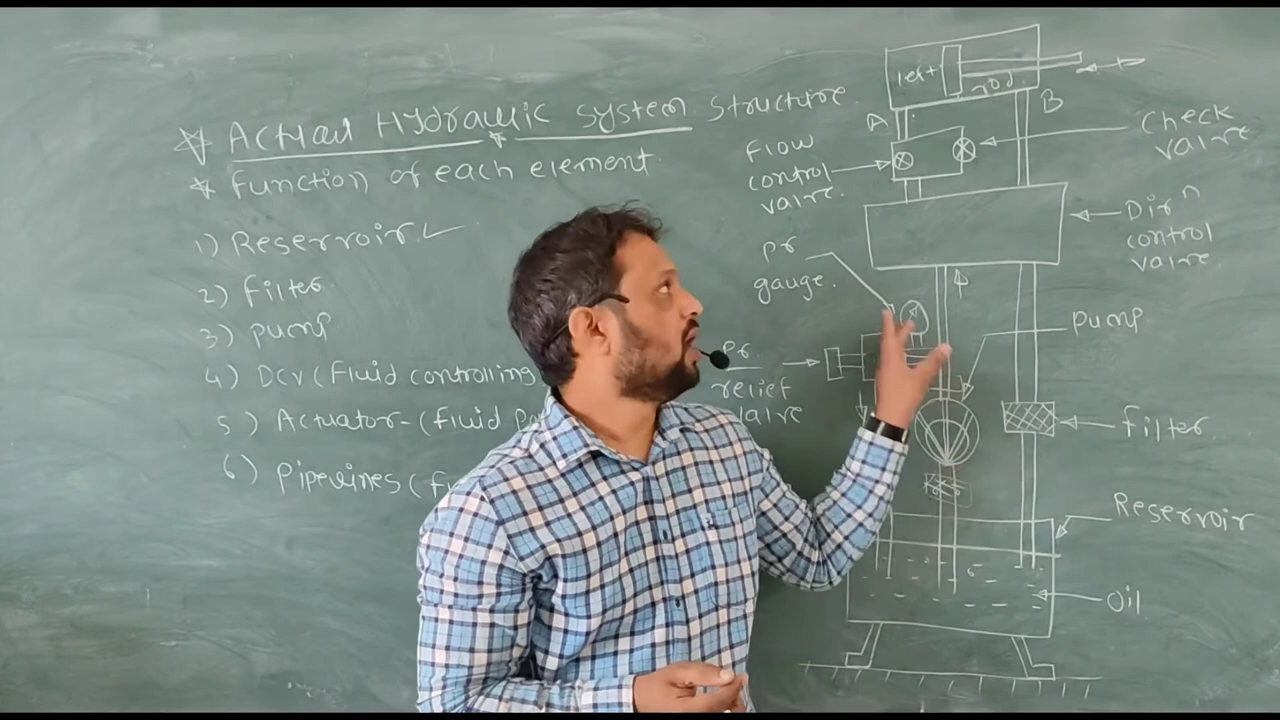 Actual Hydraulic system structure.
* Function of each element.
1) Reservoir. ✓
2) Filter.
3) Pump
4) DCV (Fluid controlling
5) Actuator- (fluid
6) Pipelines (
left
rod.
A
B
Flow
control
valve.
Check
valve
Dirⁿ
control
valve.
Pr
gauge.
Pump
Pr.
relief
valve
Filter.
Reservoir
Oil